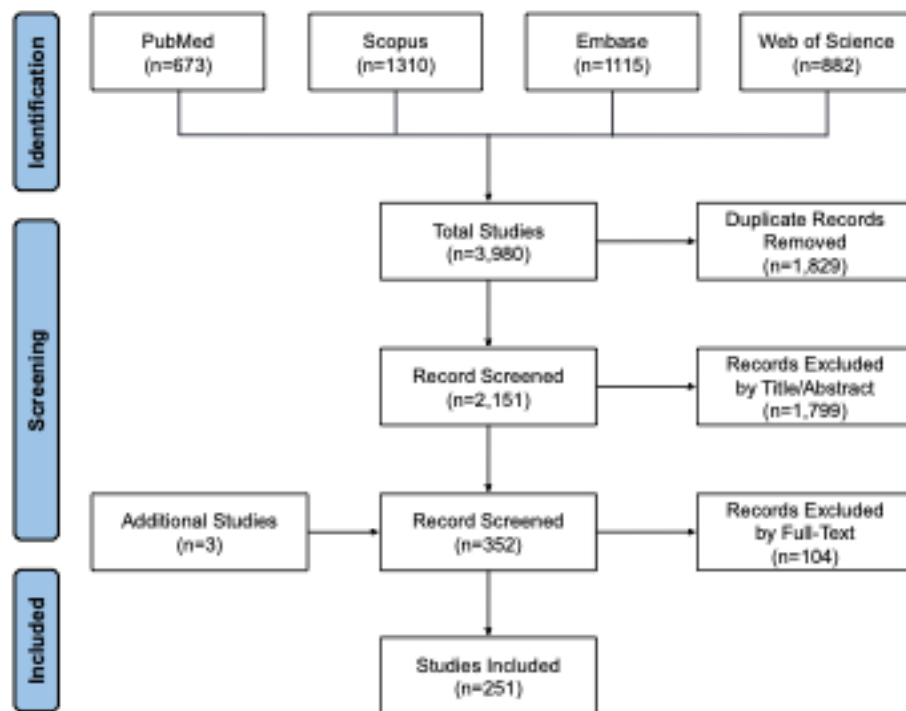 Identification
PubMed
(n=673)
Scopus
(n=1310)
Embase
(n=1115)
Web of Science
(n=882)
Screening
Total Studies
(n=3,980)
Duplicate Records
Removed
(n=1,829)
Record Screened
(n=2,151)
Records Excluded
by Title/Abstract
(n=1,799)
Additional Studies
(n=3)
Record Screened
(n=352)
Records Excluded
by Full-Text
(n=104)
Included
Studies Included
(n=251)